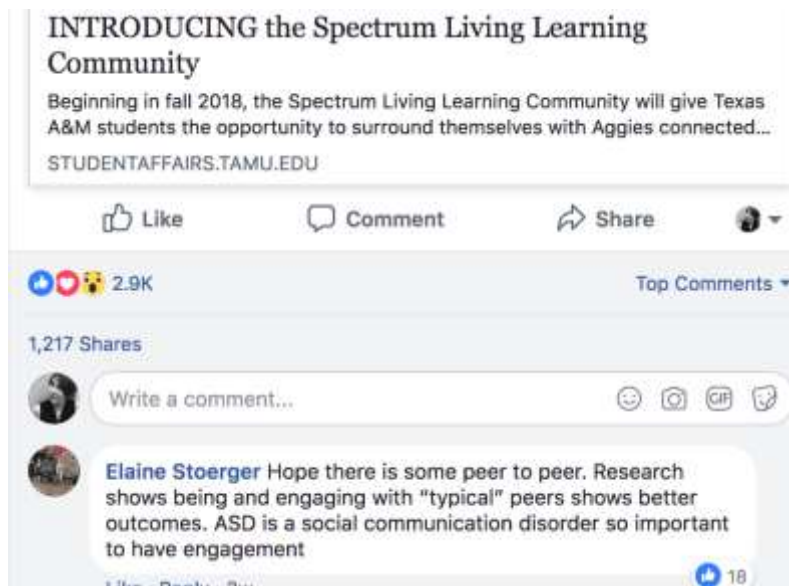 INTRODUCING the Spectrum Living Learning
Community
Beginning in fall 2018, the Spectrum Living Learning Community will give Texas
A&M students the opportunity to surround themselves with Aggies connected...
STUDENTAFFAIRS.TAMU.EDU
Like Comment Share
2.9K Top Comments
1,217 Shares
Write a comment... GIF
Elaine Stoerger Hope there is some peer to peer. Research
shows being and engaging with “typical” peers shows better
outcomes. ASD is a social communication disorder so important
to have engagement
18
Like · Reply ·